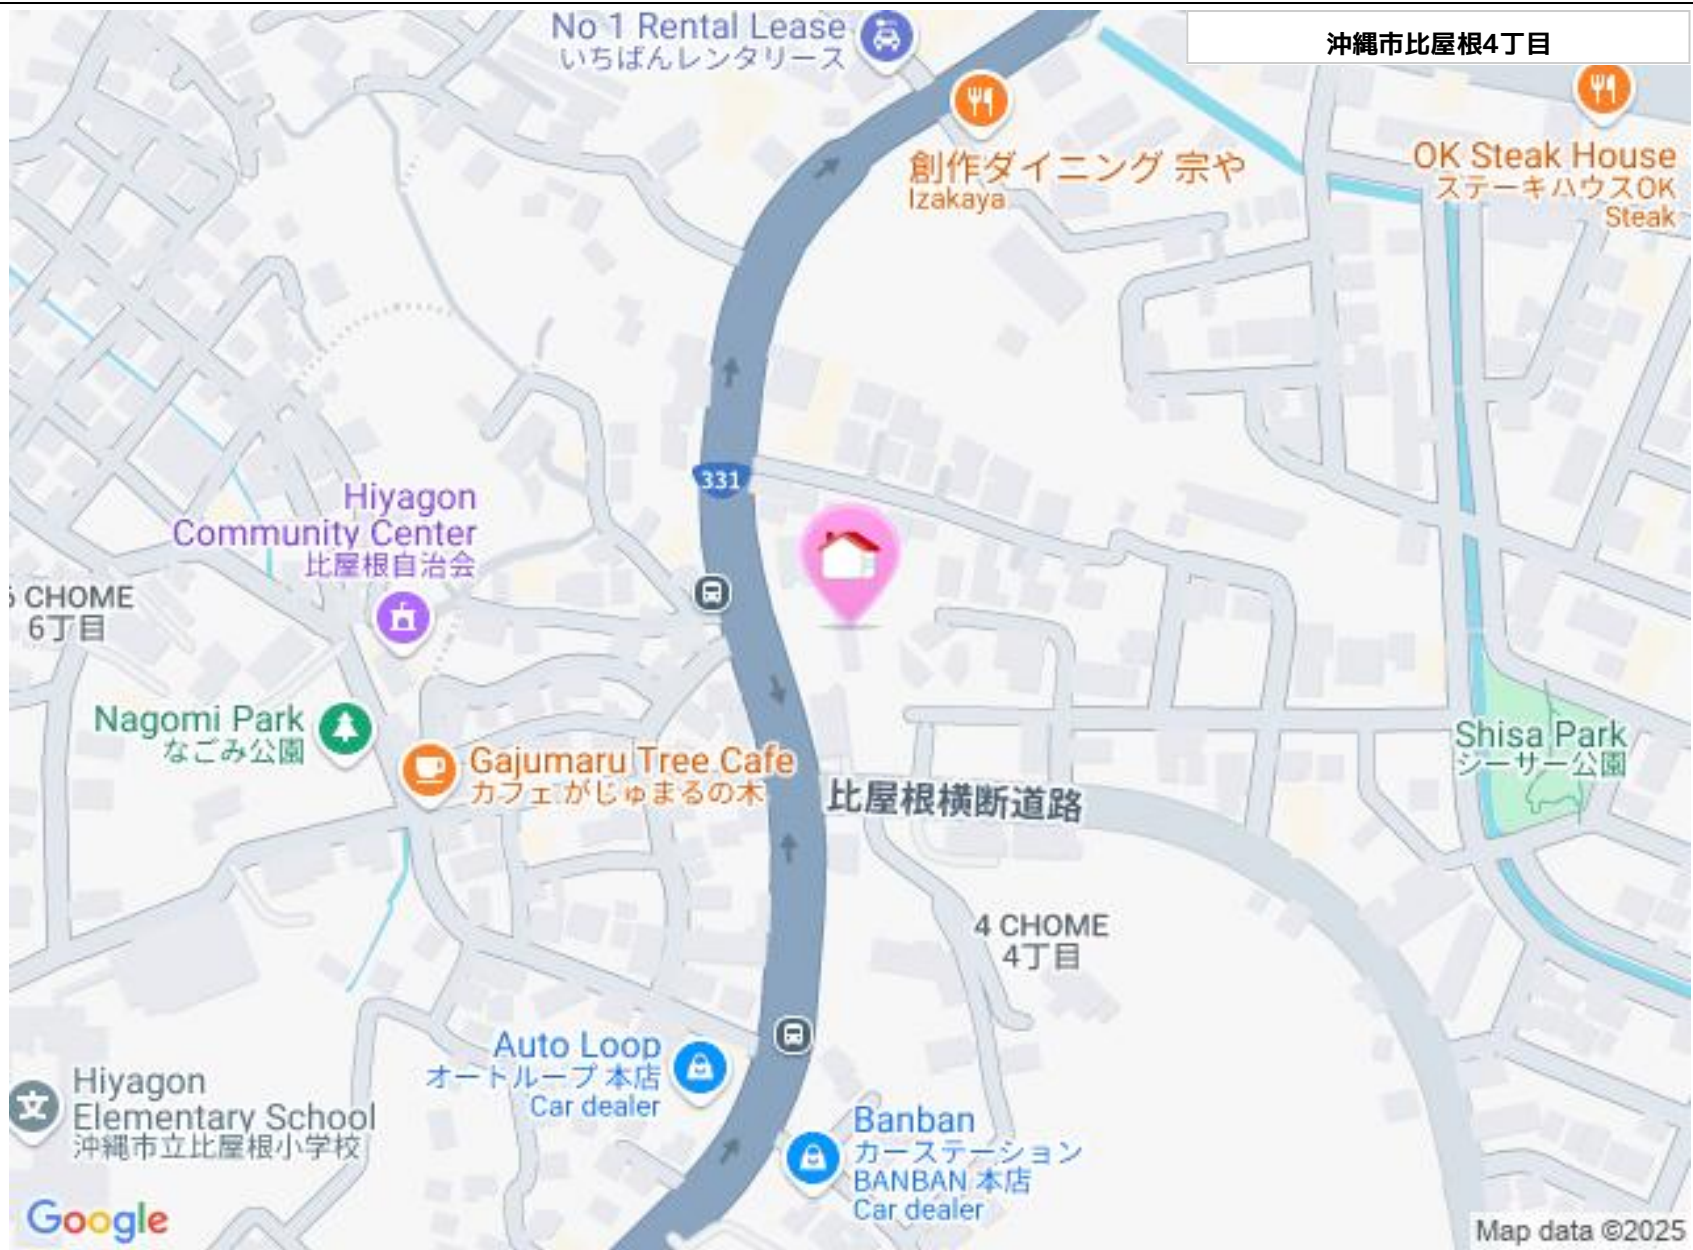 No 1 Rental Lease
いちばんレンタリース
沖縄市比屋根4丁目
創作ダイニング 宗や
Izakaya
OK Steak House
ステーキハウスOK
Steak
331
Hiyagon
Community Center
比屋根自治会
CHOME
6丁目
Nagomi Park
なごみ公園
Gajumaru Tree Cafe
カフェ がじゅまるの木
比屋根横断道路
Shisa Park
シーサー公園
4 CHOME
4丁目
Auto Loop
オートループ 本店
Car dealer
Hiyagon
Elementary School
沖縄市立比屋根小学校
文
Banban
カーステーション
BANBAN 本店
Car dealer
Google
Map data ©2025